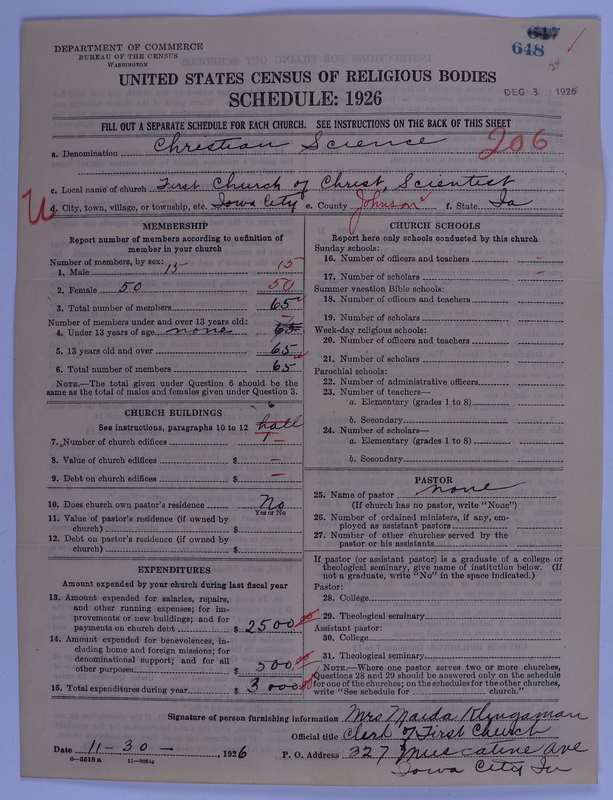 DEPARTMENT OF COMMERCE
BUREAU OF THE CENSUS
WASHINGTON
648
UNITED STATES CENSUS OF RELIGIOUS BODIES
SCHEDULE: 1926
DEC 3 1926
FILL OUT A SEPARATE SCHEDULE FOR EACH CHURCH. SEE INSTRUCTIONS ON THE BACK OF THIS SHEET
a. Denomination Christian Science 206
c. Local name of church First Church of Christ, Scientist
d. City, town, village, or township, etc. Iowa City e. County Johnson f. State Ia
MEMBERSHIP
Report number of members according to definition of
member in your church
Number of members, by sex:
1. Male 15 15
2. Female 50 50
3. Total number of members 65
Number of members under and over 13 years old:
4. Under 13 years of age none 65
5. 13 years old and over 65
6. Total number of members 65
NOTE.—The total given under Question 6 should be the
same as the total of males and females given under Question 3.
CHURCH BUILDINGS
See instructions, paragraphs 10 to 12 hall
7. Number of church edifices 1 –
8. Value of church edifices $ –
9. Debt on church edifices $ –
10. Does church own pastor's residence No
Yes or No
11. Value of pastor's residence (if owned by
church) $
12. Debt on pastor's residence (if owned by
church) $
EXPENDITURES
Amount expended by your church during last fiscal year
13. Amount expended for salaries, repairs,
and other running expenses; for im-
provements or new buildings; and for
payments on church debt $ 2500 00
14. Amount expended for benevolences, in-
cluding home and foreign missions; for
denominational support; and for all
other purposes $ 500 00
15. Total expenditures during year $ 3000 00
CHURCH SCHOOLS
Report here only schools conducted by this church
Sunday schools:
16. Number of officers and teachers –
17. Number of scholars –
Summer vacation Bible schools:
18. Number of officers and teachers
19. Number of scholars
Week-day religious schools:
20. Number of officers and teachers
21. Number of scholars
Parochial schools:
22. Number of administrative officers
23. Number of teachers—
a. Elementary (grades 1 to 8)
b. Secondary
24. Number of scholars—
a. Elementary (grades 1 to 8)
b. Secondary
PASTOR
25. Name of pastor none
(If church has no pastor, write "None")
26. Number of ordained ministers, if any, em-
ployed as assistant pastors
27. Number of other churches served by the
pastor or his assistants
If pastor (or assistant pastor) is a graduate of a college or
theological seminary, give name of institution below. (If
not a graduate, write "No" in the space indicated.)
Pastor:
28. College
29. Theological seminary
Assistant pastor:
30. College
31. Theological seminary
NOTE.—Where one pastor serves two or more churches,
Questions 28 and 29 should be answered only on the schedule
for one of the churches; on the schedules for the other churches,
write "See schedule for church."
Signature of person furnishing information Mrs Naida Klingaman
Official title Clerk of First Church
Date 11-30-, 1926 P. O. Address 327 Muscatine Ave
8-5518 a Iowa City Ia